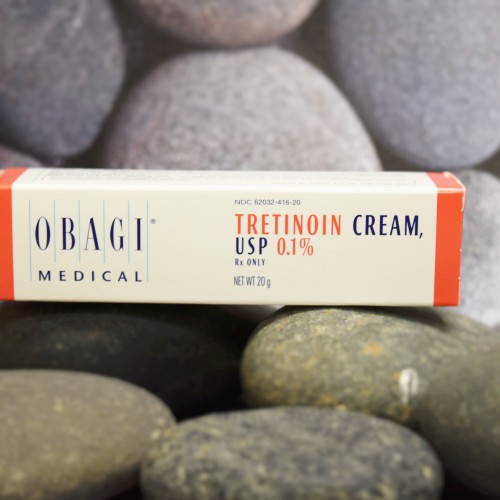 OBAGI®
MEDICAL
NDC 62032-416-20
TRETINOIN CREAM,
USP 0.1%
Rx ONLY
NET WT 20 g